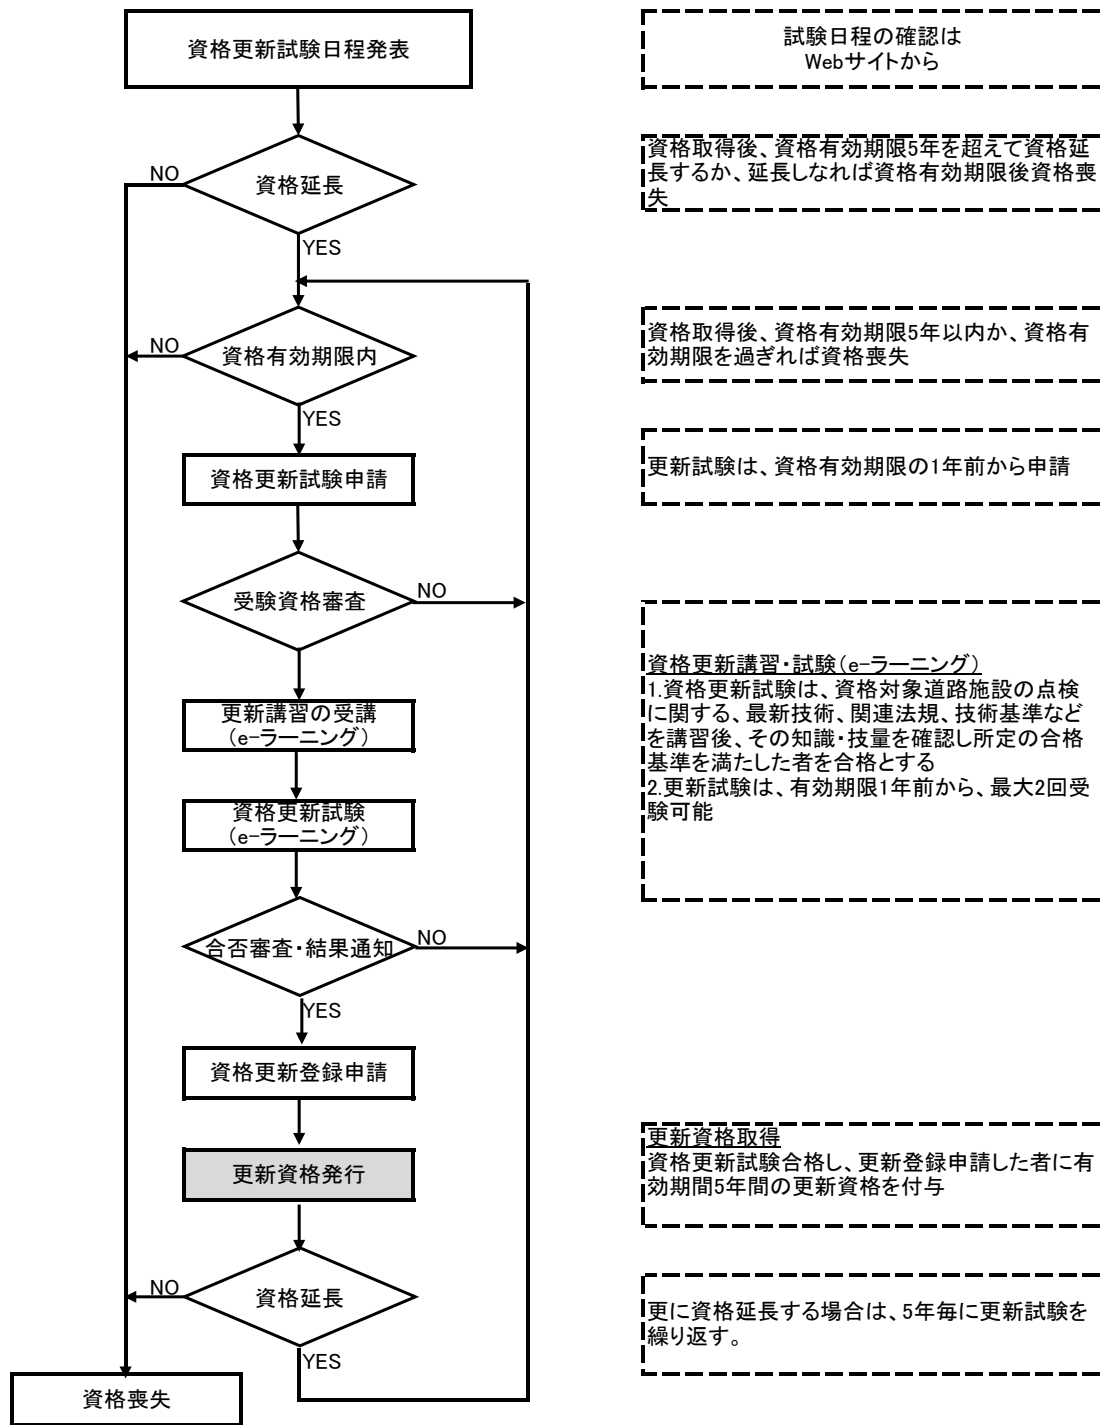 資格更新試験日程発表
試験日程の確認は
Webサイトから
資格延長
NO
YES
資格取得後、資格有効期限5年を超えて資格延
長するか、延長しなれば資格有効期限後資格喪
失
資格有効期限内
NO
YES
資格取得後、資格有効期限5年以内か、資格有
効期限を過ぎれば資格喪失
資格更新試験申請
更新試験は、資格有効期限の1年前から申請
受験資格審査
NO
更新講習の受講
（e-ラーニング）
資格更新試験
（e-ラーニング）
資格更新講習・試験（e-ラーニング）
1.資格更新試験は、資格対象道路施設の点検
に関する、最新技術、関連法規、技術基準など
を講習後、その知識・技量を確認し所定の合格
基準を満たした者を合格とする
2.更新試験は、有効期限1年前から、最大2回受
験可能
合否審査・結果通知
NO
YES
資格更新登録申請
更新資格発行
更新資格取得
資格更新試験合格し、更新登録申請した者に有
効期間5年間の更新資格を付与
資格延長
NO
YES
更に資格延長する場合は、5年毎に更新試験を
繰り返す。
資格喪失